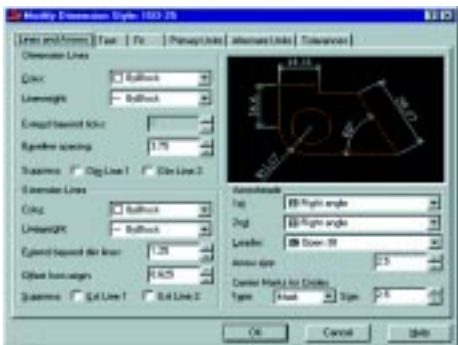 Modify Dimension Style: ISO-25
Lines and Arrows
Text
Fit
Primary Units
Alternate Units
Tolerances
Dimension Lines
Color:
ByBlock
Lineweight:
ByBlock
Extend beyond ticks:
Baseline spacing:
3.75
Suppress: Dim Line 1 Dim Line 2
Extension Lines
Color:
ByBlock
Lineweight:
ByBlock
Extend beyond dim lines:
1.25
Offset from origin:
0.625
Suppress: Ext Line 1 Ext Line 2
Arrowheads
1st:
Right angle
2nd:
Right angle
Leader:
Open 30
Arrow size:
2.5
Center Marks for Circles
Type: Mark Size: 2.5
OK Cancel Help